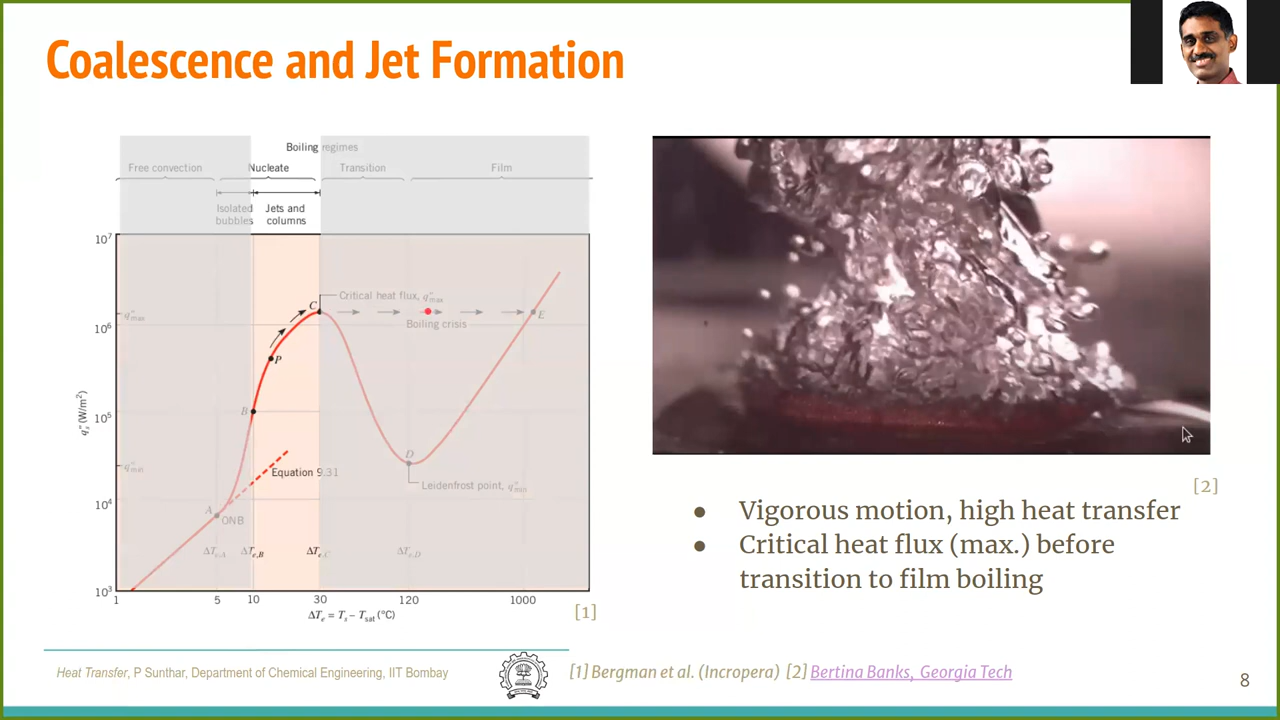 Coalescence and Jet Formation
Boiling regimes
Free convection
Nucleate
Transition
Film
Isolated bubbles
Jets and columns
10⁷
10⁶
10⁵
10⁴
10³
q″max
q″min
q″s (W/m²)
C
Critical heat flux, q″max
Boiling crisis
E
P
B
D
Equation 9.31
Leidenfrost point, q″min
A
ONB
ΔTe,A
ΔTe,B
ΔTe,C
ΔTe,D
1
5
10
30
120
1000
ΔTe = Ts – Tsat (°C)
[1]
[2]
● Vigorous motion, high heat transfer
● Critical heat flux (max.) before
transition to film boiling
Heat Transfer, P Sunthar, Department of Chemical Engineering, IIT Bombay
[1] Bergman et al. (Incropera) [2] Bertina Banks, Georgia Tech
8